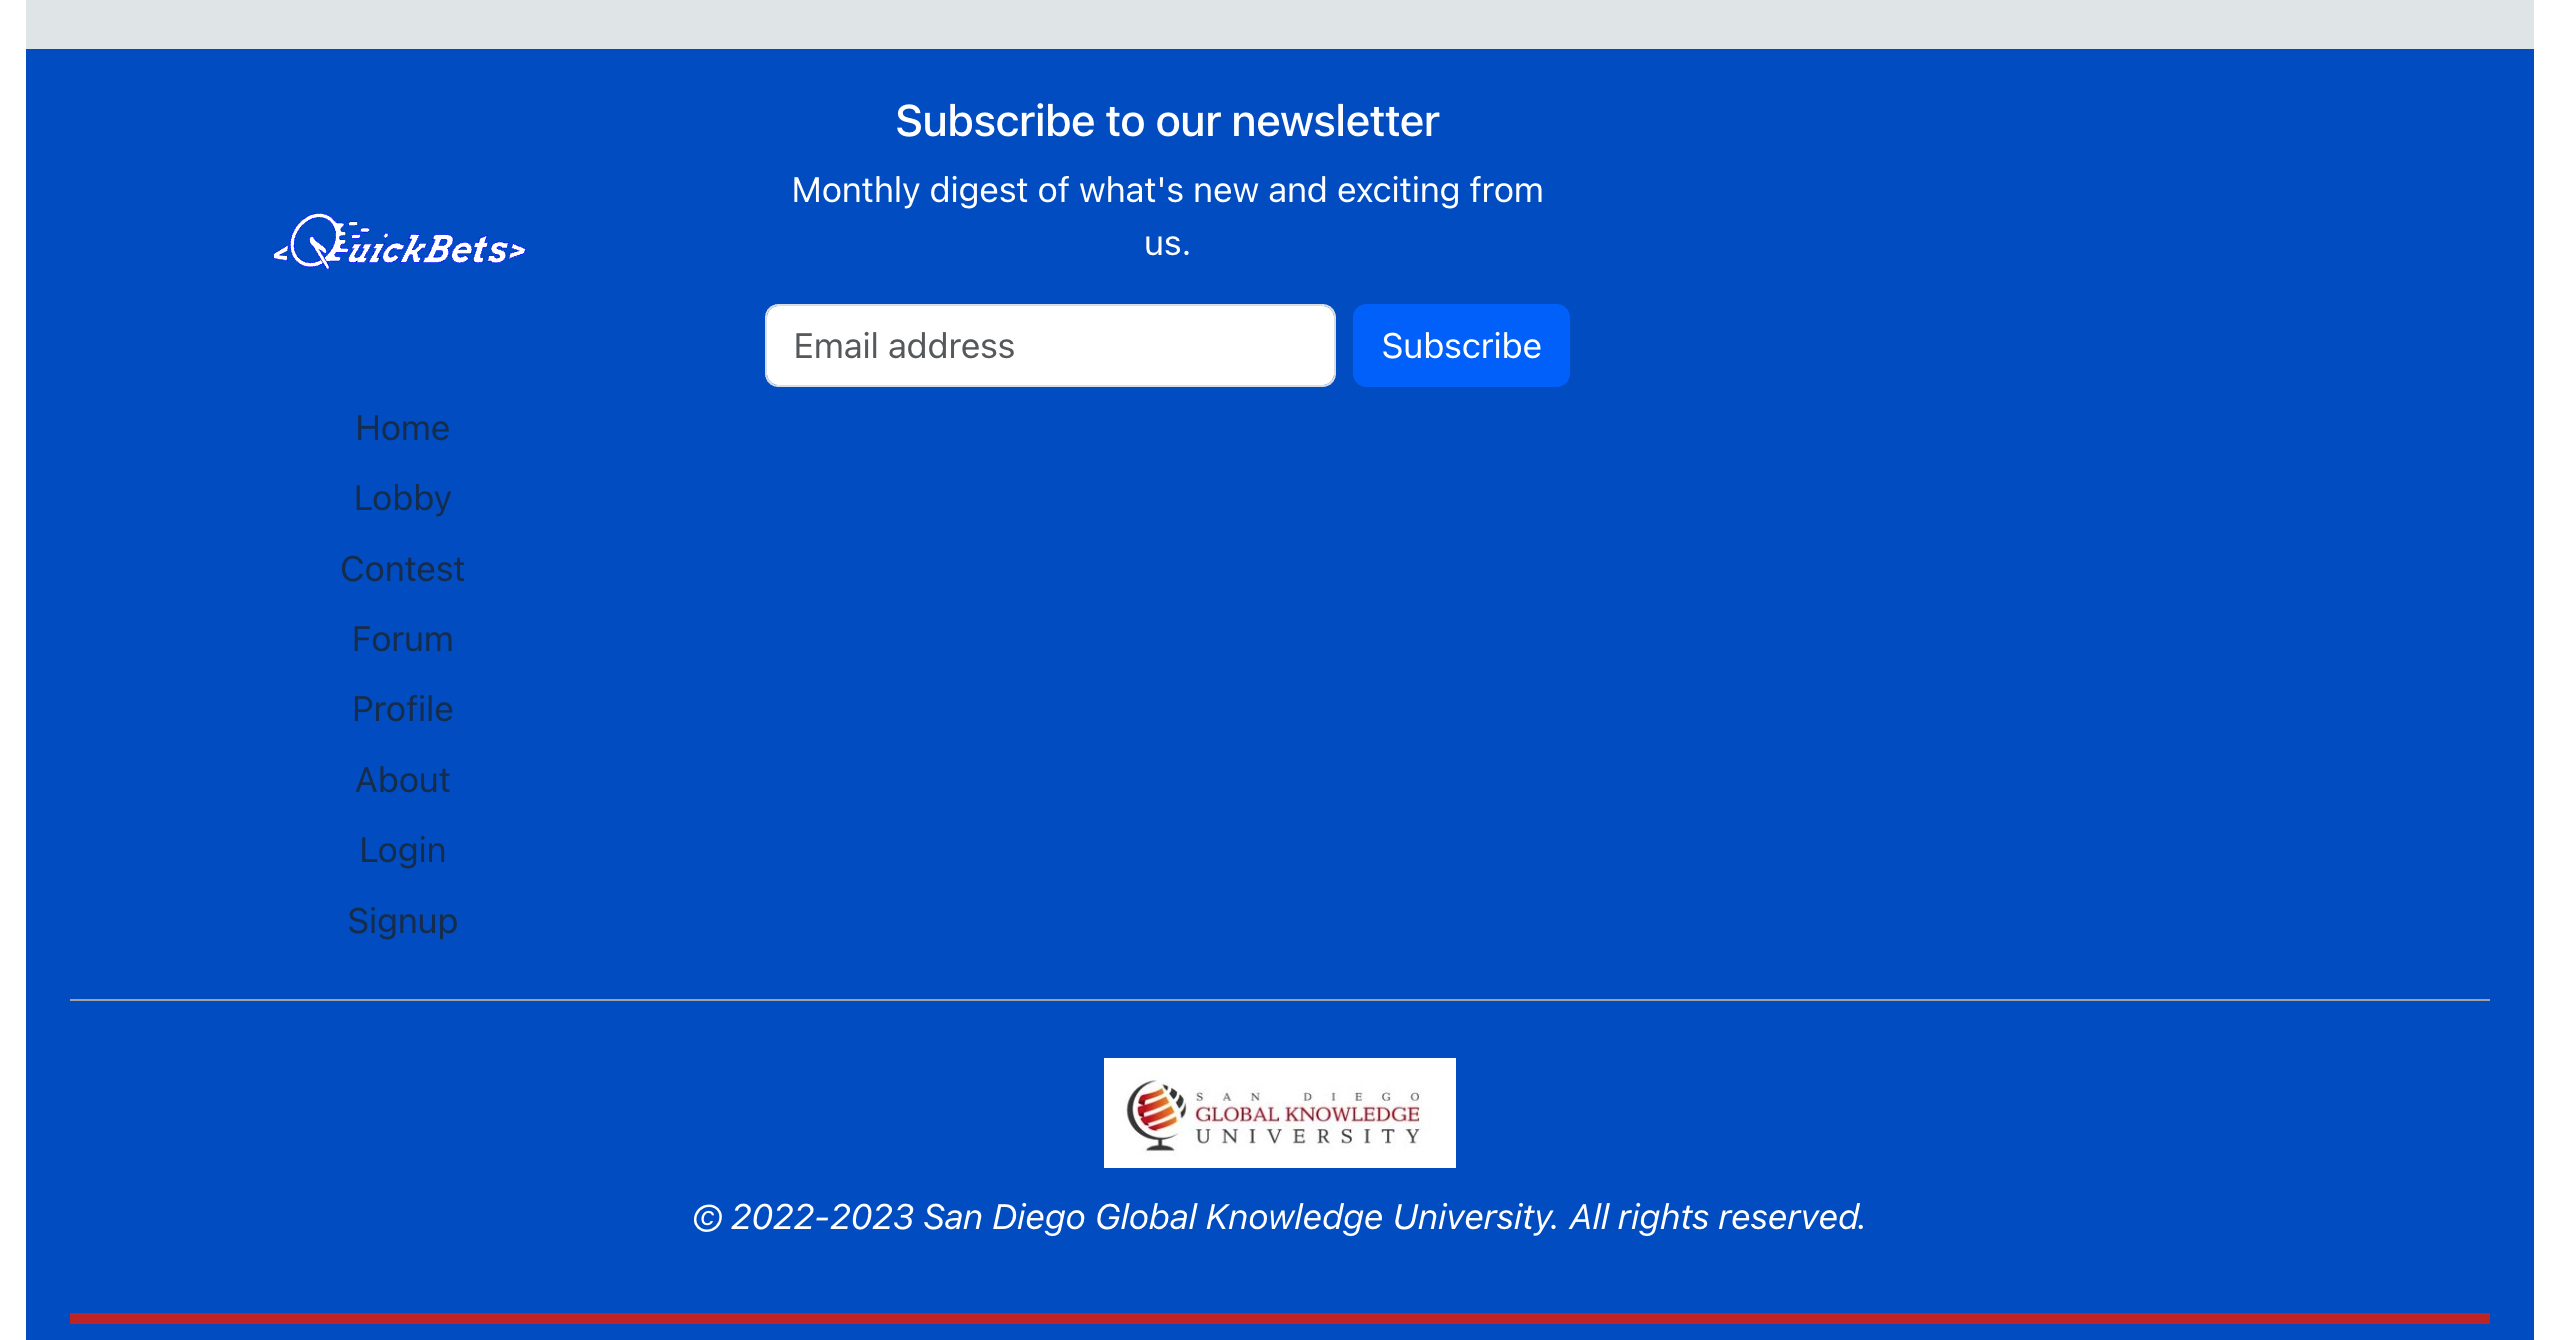 <QuickBets>
Home
Lobby
Contest
Forum
Profile
About
Login
Signup
Subscribe to our newsletter
Monthly digest of what's new and exciting from
us.
Email address
Subscribe
SAN DIEGO
GLOBAL KNOWLEDGE
UNIVERSITY
© 2022-2023 San Diego Global Knowledge University. All rights reserved.